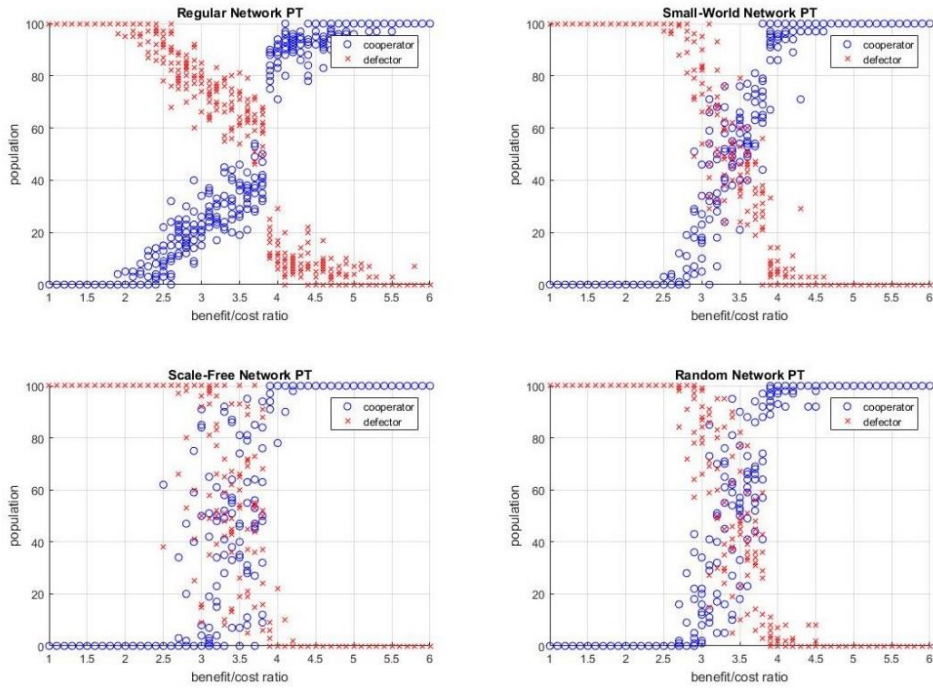 Regular Network PT
100
80
60
40
20
0
population
cooperator
defector
1 1.5 2 2.5 3 3.5 4 4.5 5 5.5 6
benefit/cost ratio
Small-World Network PT
100
80
60
40
20
0
population
cooperator
defector
1 1.5 2 2.5 3 3.5 4 4.5 5 5.5 6
benefit/cost ratio
Scale-Free Network PT
100
80
60
40
20
0
population
cooperator
defector
1 1.5 2 2.5 3 3.5 4 4.5 5 5.5 6
benefit/cost ratio
Random Network PT
100
80
60
40
20
0
population
cooperator
defector
1 1.5 2 2.5 3 3.5 4 4.5 5 5.5 6
benefit/cost ratio